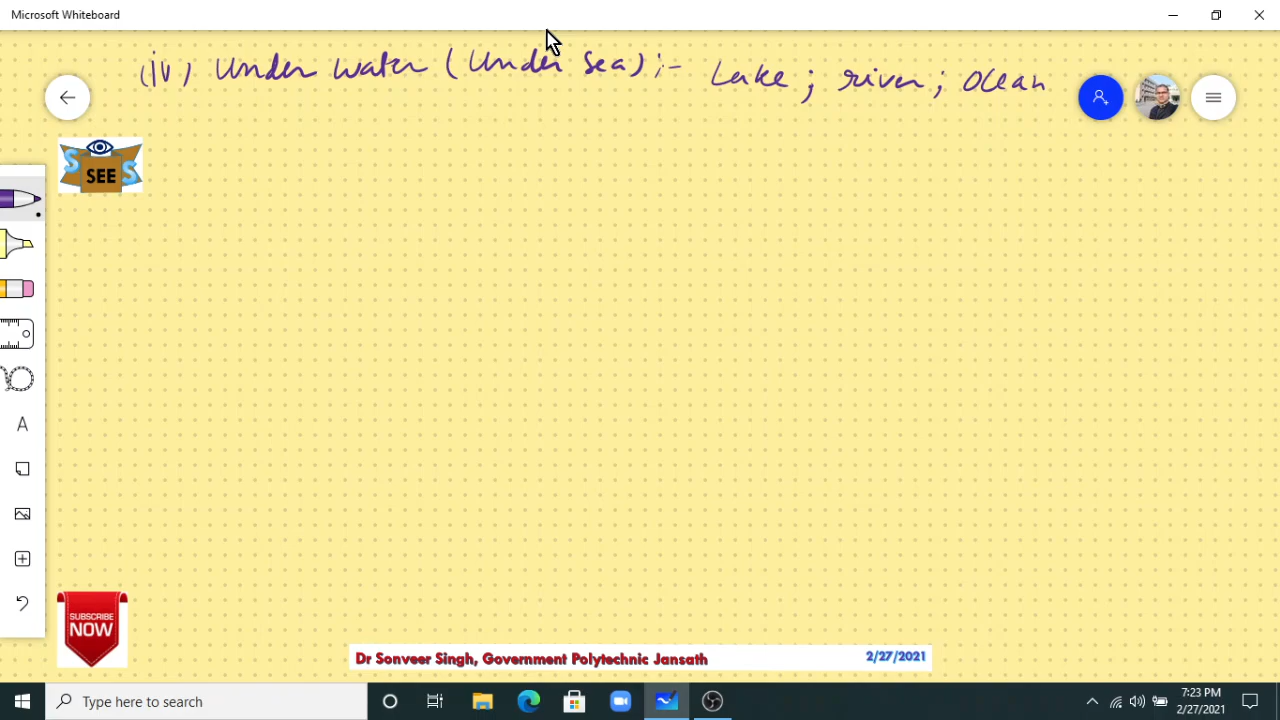 Microsoft Whiteboard
(iv) Under water (Under Sea) :- Lake ; river ; Ocean
S SEE S
A
SUBSCRIBE
NOW
Dr Sonveer Singh, Government Polytechnic Jansath
2/27/2021
Type here to search
7:23 PM
2/27/2021